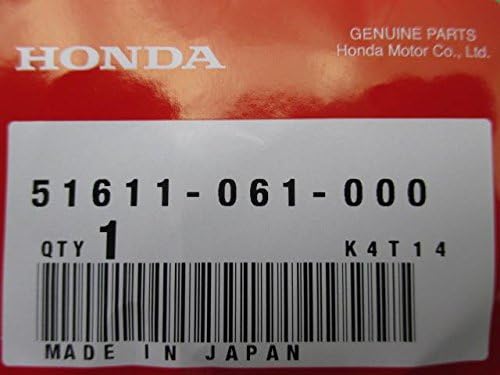 HONDA
GENUINE PARTS
Honda Motor Co., Ltd.
51611-061-000
QTY 1 K4T14
MADE IN JAPAN